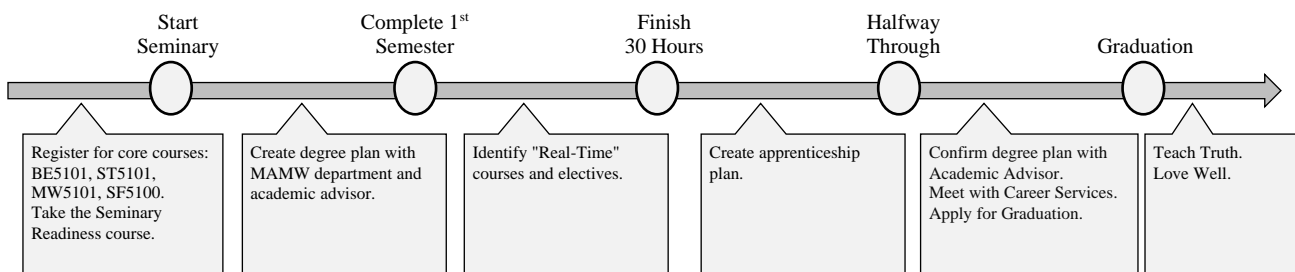 Start
Seminary
Complete 1st
Semester
Finish
30 Hours
Halfway
Through
Graduation
Register for core courses:
BE5101, ST5101,
MW5101, SF5100.
Take the Seminary
Readiness course.
Create degree plan with
MAMW department and
academic advisor.
Identify "Real-Time"
courses and electives.
Create apprenticeship
plan.
Confirm degree plan with
Academic Advisor.
Meet with Career Services.
Apply for Graduation.
Teach Truth.
Love Well.